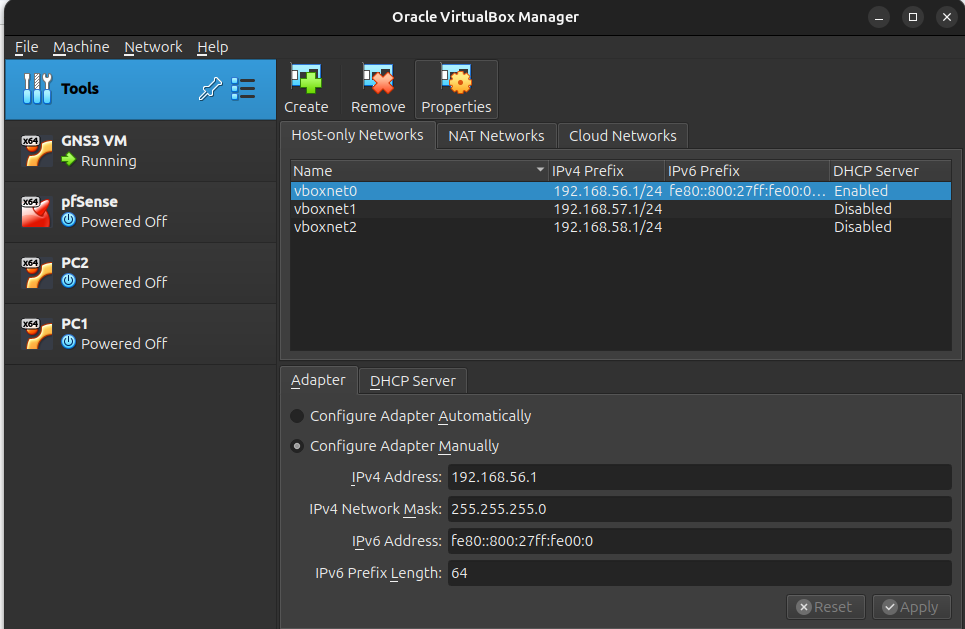 Oracle VirtualBox Manager
File Machine Network Help
Tools
Create Remove Properties
Host-only Networks NAT Networks Cloud Networks
x64 GNS3 VM
Running
x64 pfSense
Powered Off
x64 PC2
Powered Off
x64 PC1
Powered Off
Name IPv4 Prefix IPv6 Prefix DHCP Server
vboxnet0 192.168.56.1/24 fe80::800:27ff:fe00:0... Enabled
vboxnet1 192.168.57.1/24 Disabled
vboxnet2 192.168.58.1/24 Disabled
Adapter DHCP Server
Configure Adapter Automatically
Configure Adapter Manually
IPv4 Address: 192.168.56.1
IPv4 Network Mask: 255.255.255.0
IPv6 Address: fe80::800:27ff:fe00:0
IPv6 Prefix Length: 64
Reset Apply